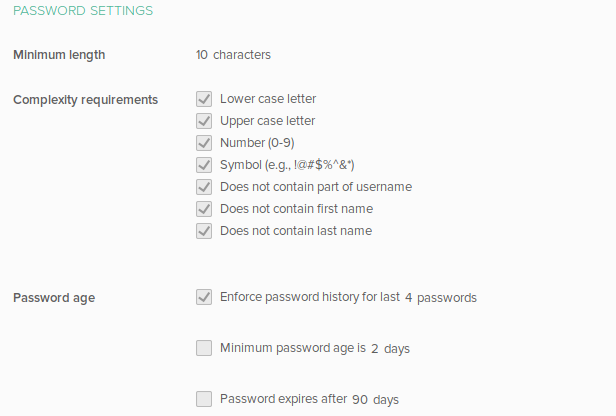 PASSWORD SETTINGS
Minimum length 10 characters
Complexity requirements Lower case letter
Upper case letter
Number (0-9)
Symbol (e.g., !@#$%^&*)
Does not contain part of username
Does not contain first name
Does not contain last name
Password age Enforce password history for last 4 passwords
Minimum password age is 2 days
Password expires after 90 days